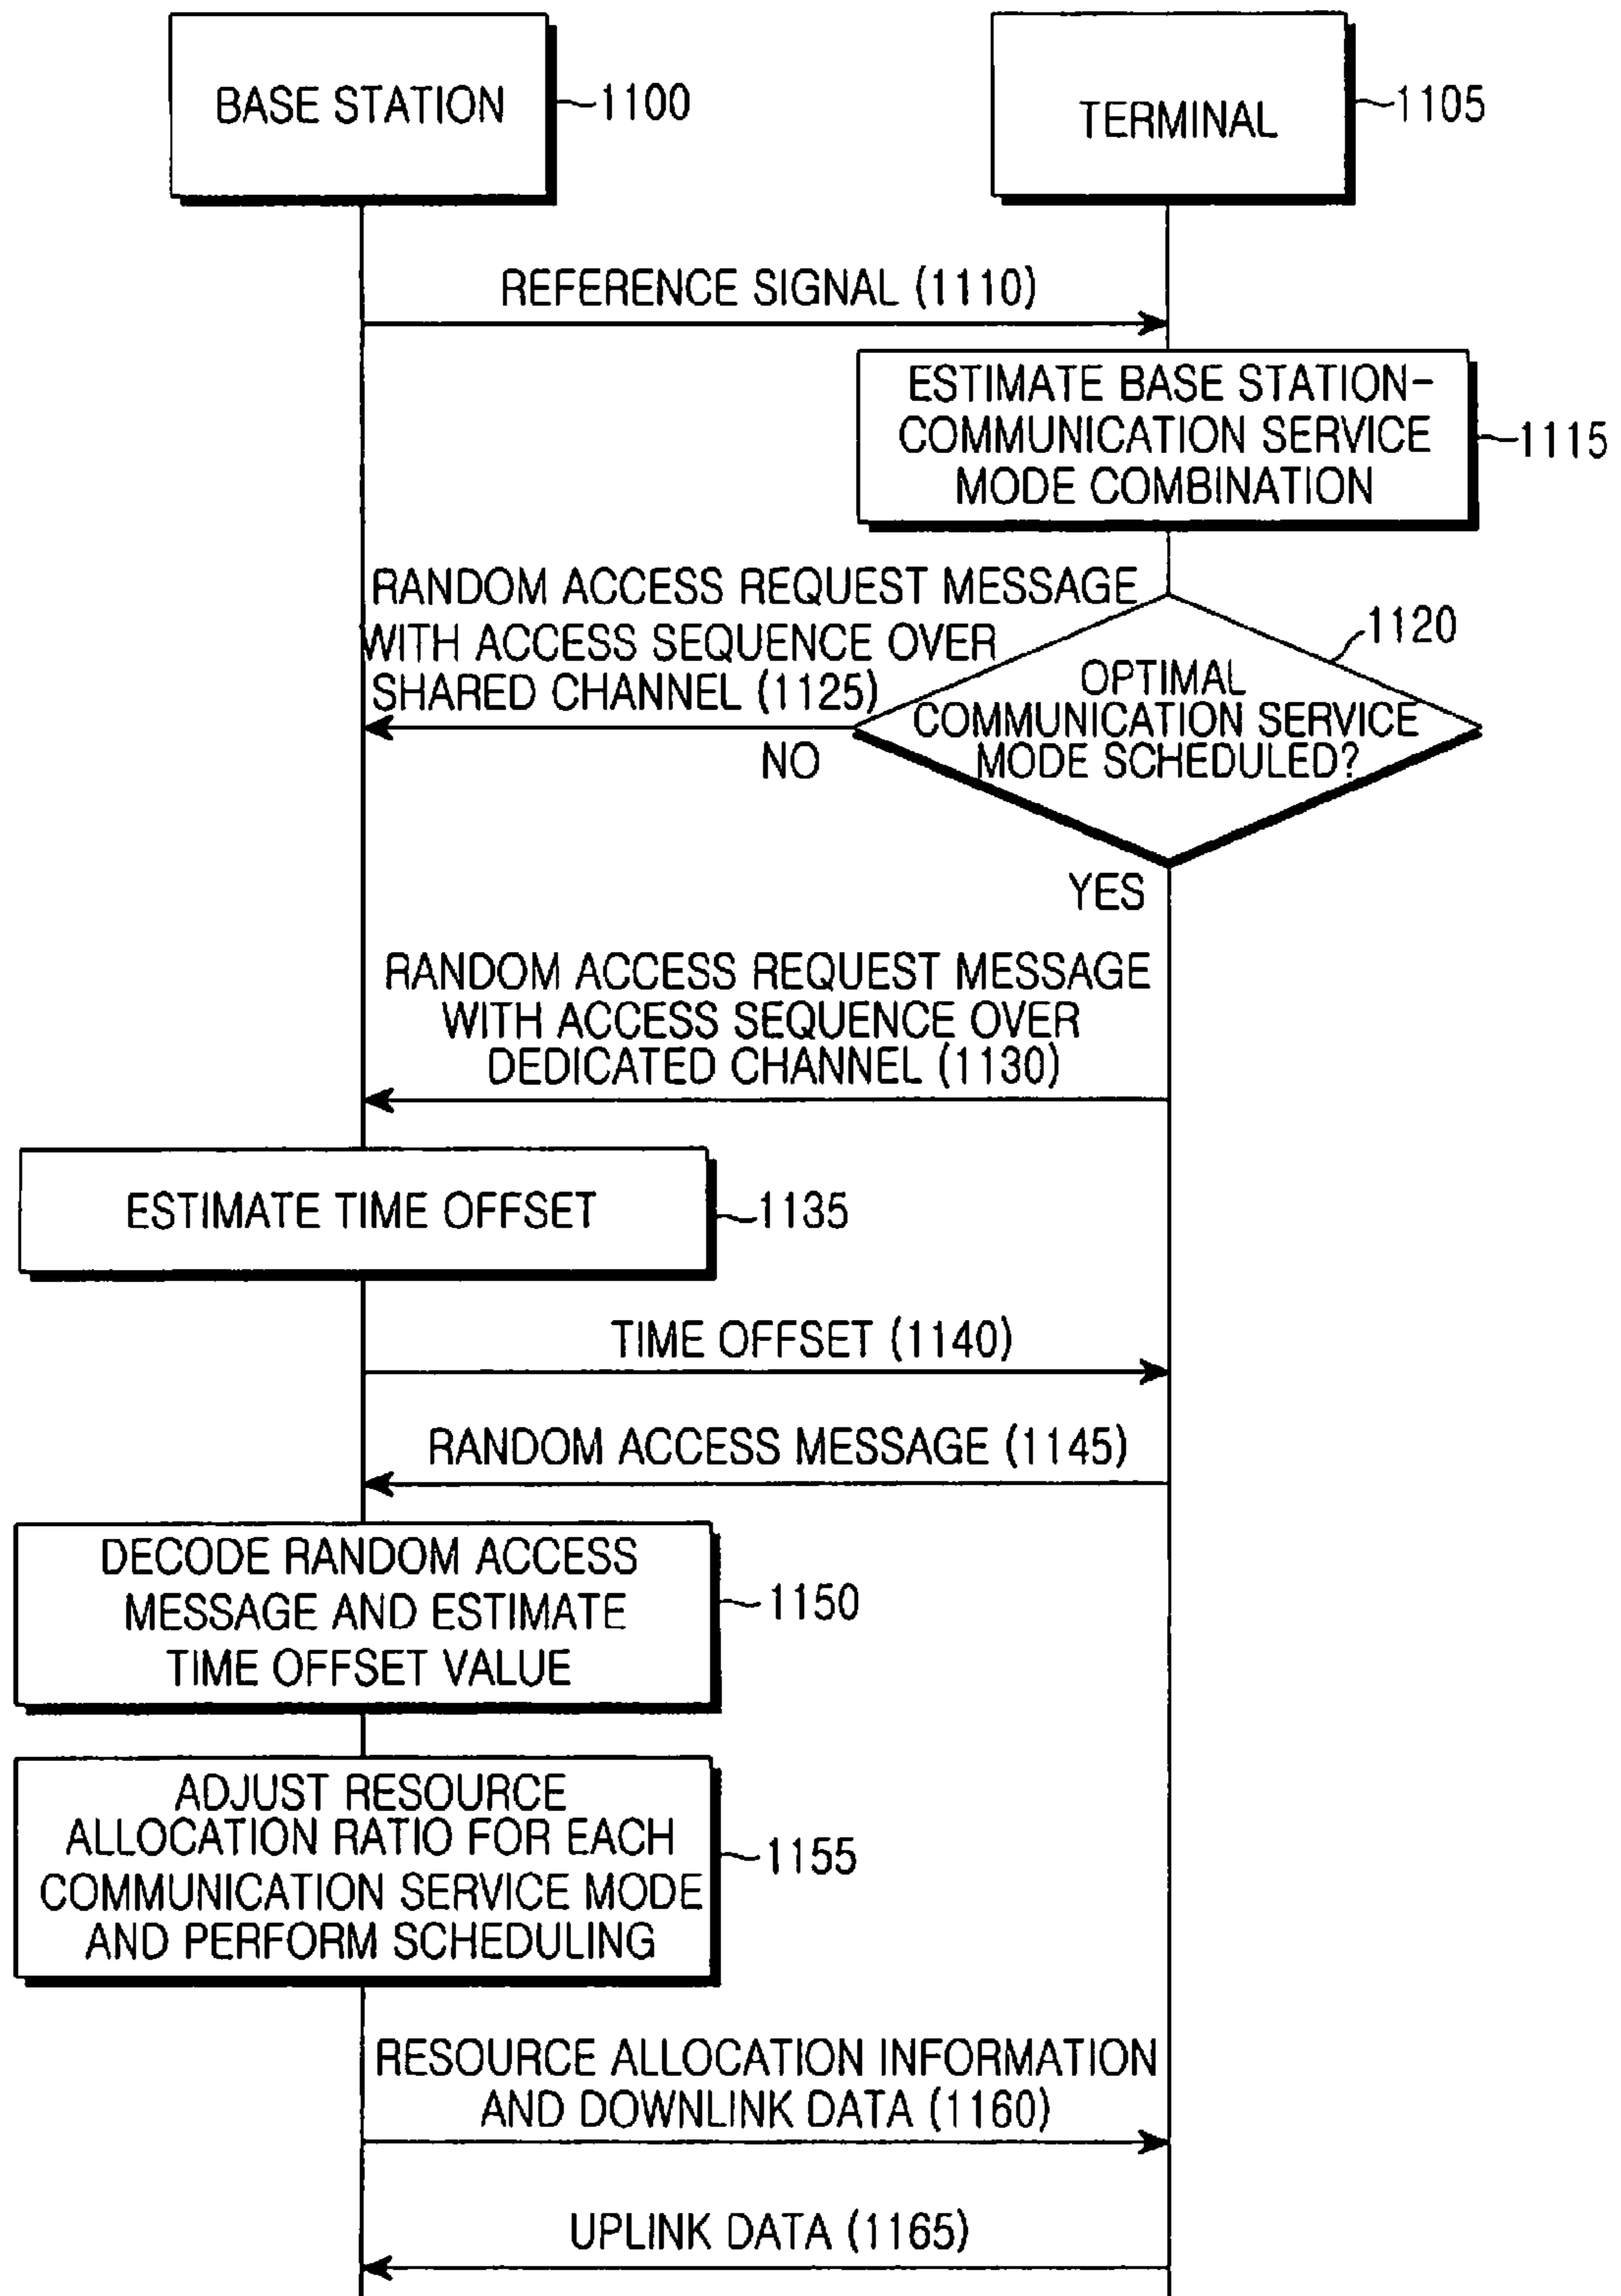 BASE STATION
1100
TERMINAL
1105
REFERENCE SIGNAL (1110)
ESTIMATE BASE STATION-
COMMUNICATION SERVICE
MODE COMBINATION
1115
RANDOM ACCESS REQUEST MESSAGE
WITH ACCESS SEQUENCE OVER
SHARED CHANNEL (1125)
NO
1120
OPTIMAL
COMMUNICATION SERVICE
MODE SCHEDULED?
YES
RANDOM ACCESS REQUEST MESSAGE
WITH ACCESS SEQUENCE OVER
DEDICATED CHANNEL (1130)
ESTIMATE TIME OFFSET
1135
TIME OFFSET (1140)
RANDOM ACCESS MESSAGE (1145)
DECODE RANDOM ACCESS
MESSAGE AND ESTIMATE
TIME OFFSET VALUE
1150
ADJUST RESOURCE
ALLOCATION RATIO FOR EACH
COMMUNICATION SERVICE MODE
AND PERFORM SCHEDULING
1155
RESOURCE ALLOCATION INFORMATION
AND DOWNLINK DATA (1160)
UPLINK DATA (1165)